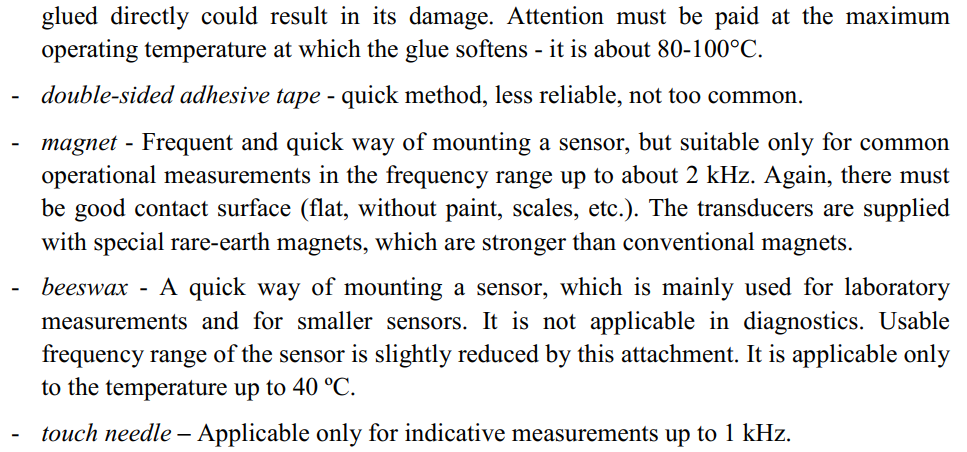 glued directly could result in its damage. Attention must be paid at the maximum
operating temperature at which the glue softens - it is about 80-100°C.
- double-sided adhesive tape - quick method, less reliable, not too common.
- magnet - Frequent and quick way of mounting a sensor, but suitable only for common
operational measurements in the frequency range up to about 2 kHz. Again, there must
be good contact surface (flat, without paint, scales, etc.). The transducers are supplied
with special rare-earth magnets, which are stronger than conventional magnets.
- beeswax - A quick way of mounting a sensor, which is mainly used for laboratory
measurements and for smaller sensors. It is not applicable in diagnostics. Usable
frequency range of the sensor is slightly reduced by this attachment. It is applicable only
to the temperature up to 40 ºC.
- touch needle – Applicable only for indicative measurements up to 1 kHz.